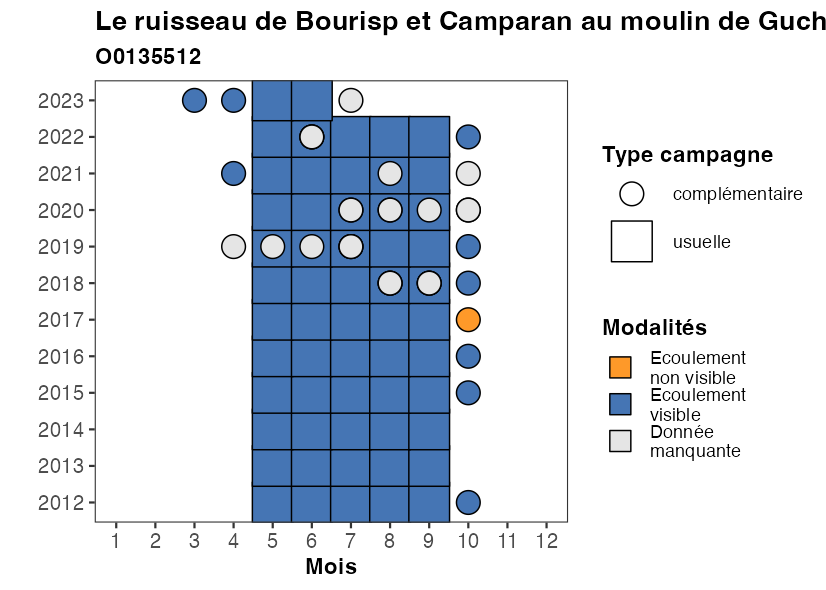 Le ruisseau de Bourisp et Camparan au moulin de Guch
O0135512
2023
2022
2021
2020
2019
2018
2017
2016
2015
2014
2013
2012
1 2 3 4 5 6 7 8 9 10 11 12
Mois
Type campagne
complémentaire
usuelle
Modalités
Ecoulement
non visible
Ecoulement
visible
Donnée
manquante